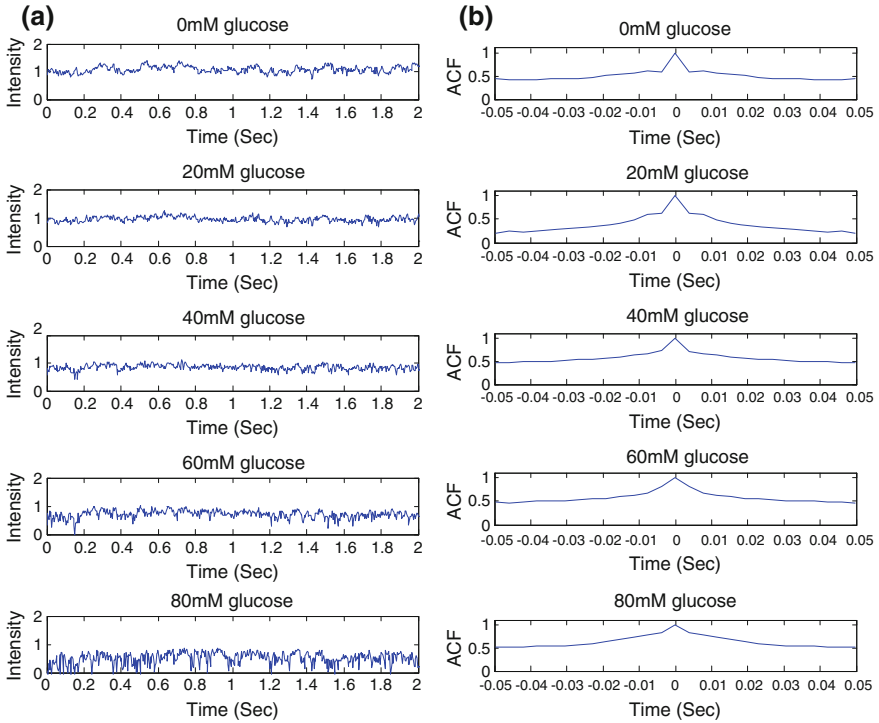 (a)
0mM glucose
Intensity
2
1
0
0 0.2 0.4 0.6 0.8 1 1.2 1.4 1.6 1.8 2
Time (Sec)
20mM glucose
Intensity
2
1
0
0 0.2 0.4 0.6 0.8 1 1.2 1.4 1.6 1.8 2
Time (Sec)
40mM glucose
Intensity
2
1
0
0 0.2 0.4 0.6 0.8 1 1.2 1.4 1.6 1.8 2
Time (Sec)
60mM glucose
Intensity
2
1
0
0 0.2 0.4 0.6 0.8 1 1.2 1.4 1.6 1.8 2
Time (Sec)
80mM glucose
Intensity
2
1
0
0 0.2 0.4 0.6 0.8 1 1.2 1.4 1.6 1.8 2
Time (Sec)
(b)
0mM glucose
ACF
1
0.5
0
-0.05 -0.04 -0.03 -0.02 -0.01 0 0.01 0.02 0.03 0.04 0.05
Time (Sec)
20mM glucose
ACF
1
0.5
0
-0.05 -0.04 -0.03 -0.02 -0.01 0 0.01 0.02 0.03 0.04 0.05
Time (Sec)
40mM glucose
ACF
1
0.5
0
-0.05 -0.04 -0.03 -0.02 -0.01 0 0.01 0.02 0.03 0.04 0.05
Time (Sec)
60mM glucose
ACF
1
0.5
0
-0.05 -0.04 -0.03 -0.02 -0.01 0 0.01 0.02 0.03 0.04 0.05
Time (Sec)
80mM glucose
ACF
1
0.5
0
-0.05 -0.04 -0.03 -0.02 -0.01 0 0.01 0.02 0.03 0.04 0.05
Time (Sec)